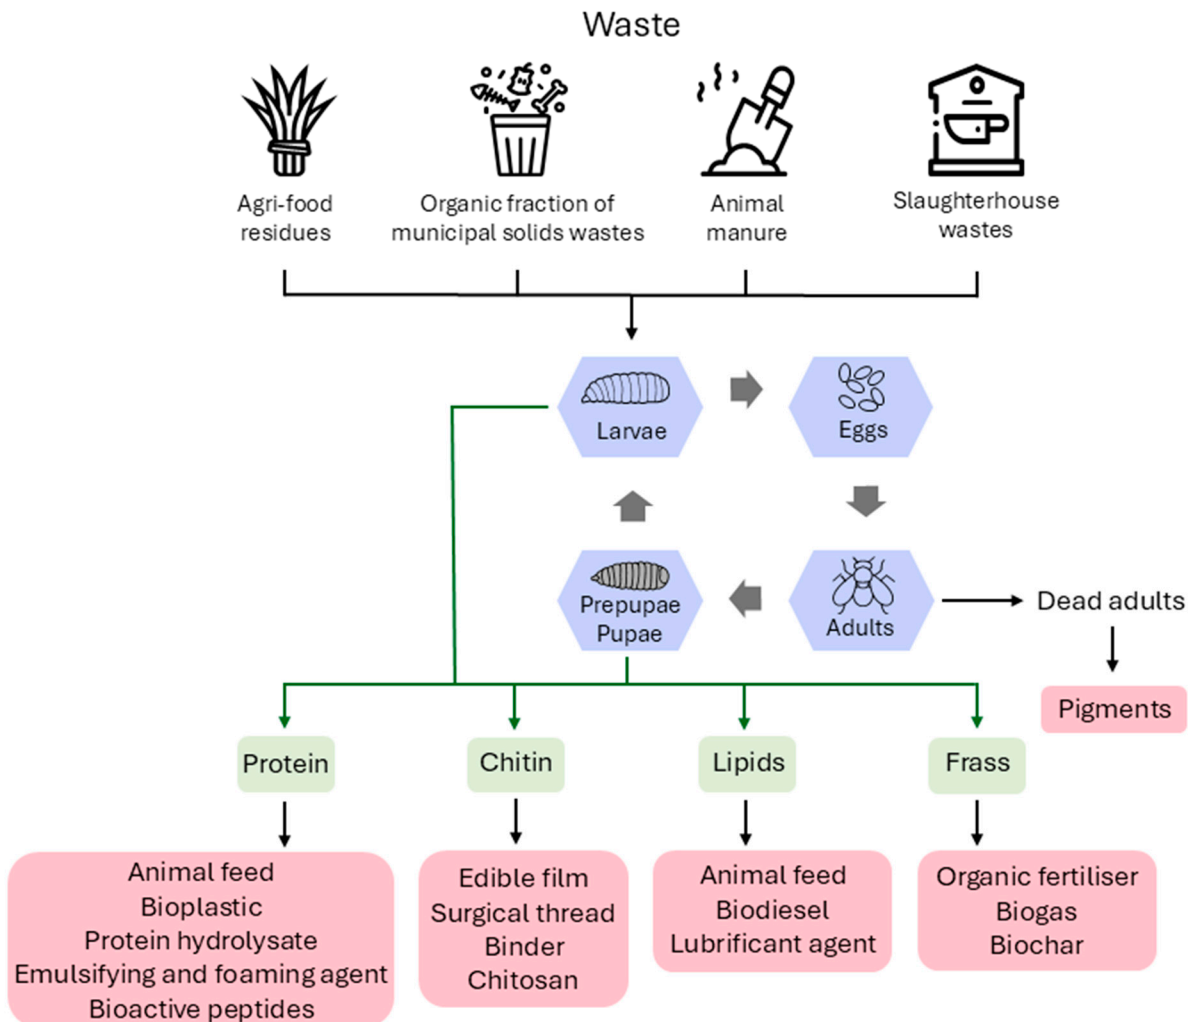 Waste
Agri-food
residues
Organic fraction of
municipal solids wastes
Animal
manure
Slaughterhouse
wastes
Larvae
Eggs
Prepupae
Pupae
Adults
Dead adults
Pigments
Protein
Chitin
Lipids
Frass
Animal feed
Bioplastic
Protein hydrolysate
Emulsifying and foaming agent
Bioactive peptides
Edible film
Surgical thread
Binder
Chitosan
Animal feed
Biodiesel
Lubrificant agent
Organic fertiliser
Biogas
Biochar